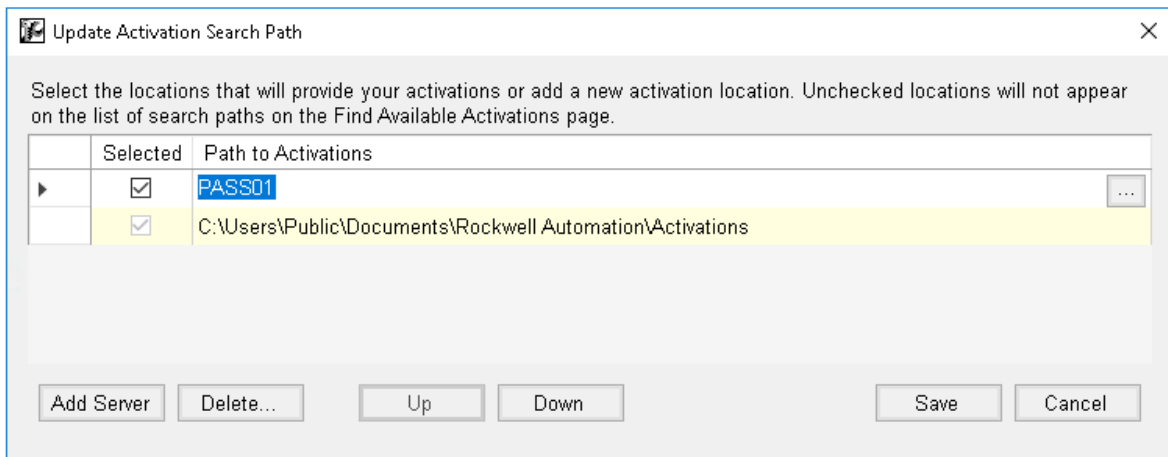 Update Activation Search Path
Select the locations that will provide your activations or add a new activation location. Unchecked locations will not appear
on the list of search paths on the Find Available Activations page.
Selected Path to Activations
PASS01 ...
C:\Users\Public\Documents\Rockwell Automation\Activations
Add Server Delete... Up Down Save Cancel